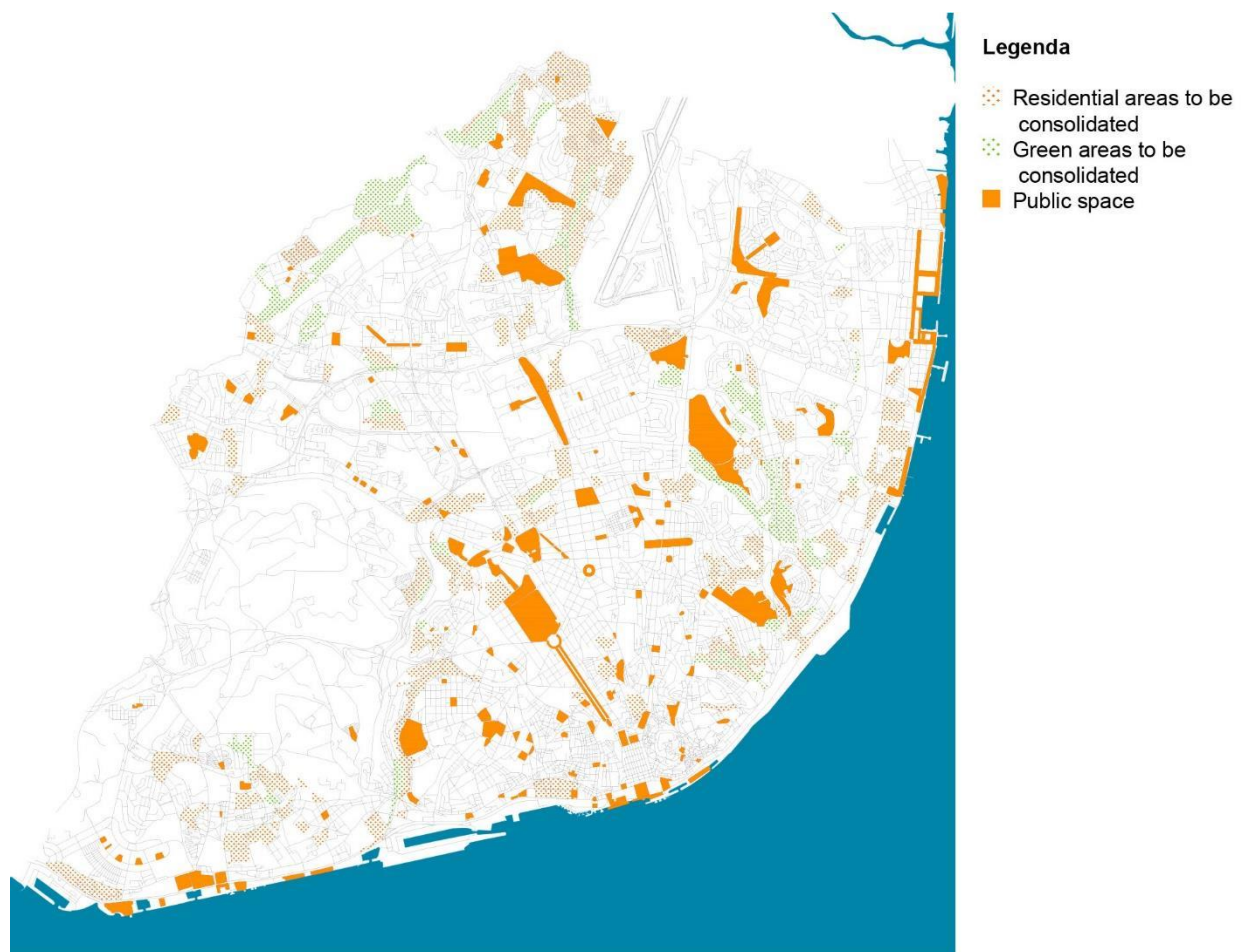 Legenda
Residential areas to be
consolidated
Green areas to be
consolidated
Public space